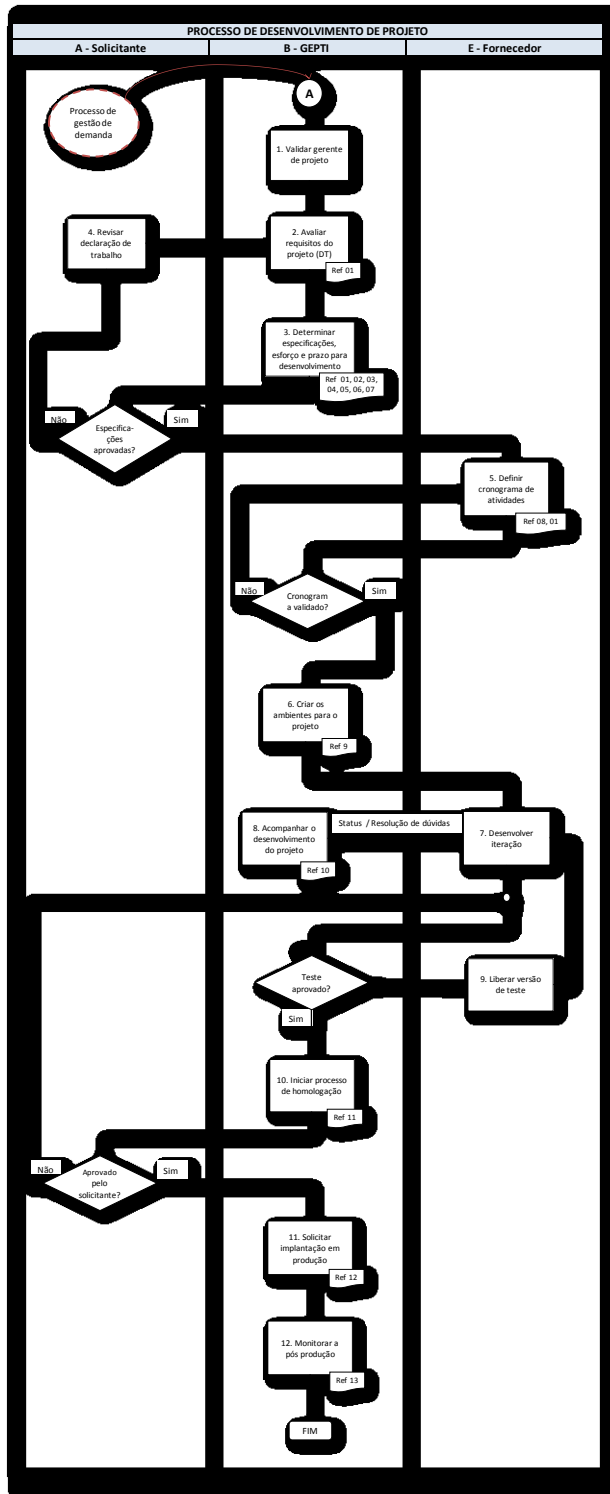 PROCESSO DE DESENVOLVIMENTO DE PROJETO
A - Solicitante
B - GEPTI
E - Fornecedor
Processo de
gestão de
demanda
A
1. Validar gerente
de projeto
4. Revisar
declaração de
trabalho
2. Avaliar
requisitos do
projeto (DT)
Ref 01
3. Determinar
especificações,
esforço e prazo para
desenvolvimento
Ref 01, 02, 03,
04, 05, 06, 07
Não
Especifica-
ções
aprovadas?
Sim
5. Definir
cronograma de
atividades
Ref 08, 01
Não
Cronogram
a validado?
Sim
6. Criar os
ambientes para o
projeto
Ref 9
8. Acompanhar o
desenvolvimento
do projeto
Ref 10
Status / Resolução de dúvidas
7. Desenvolver
iteração
Teste
aprovado?
Sim
9. Liberar versão
de teste
10. Iniciar processo
de homologação
Ref 11
Não
Aprovado
pelo
solicitante?
Sim
11. Solicitar
implantação em
produção
Ref 12
12. Monitorar a
pós produção
Ref 13
FIM